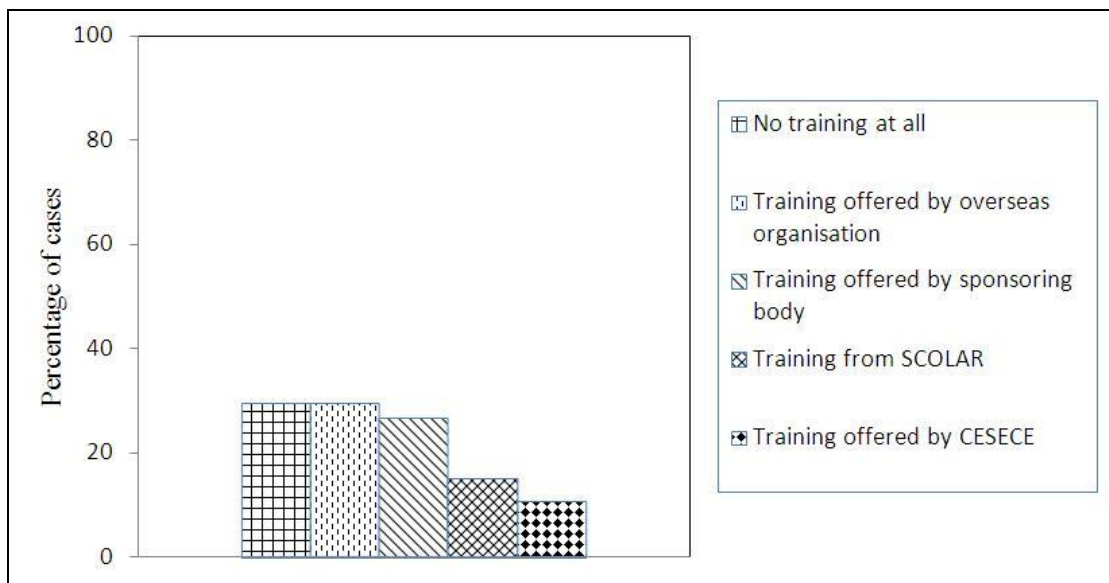 100
80
60
40
20
0
Percentage of cases
No training at all
Training offered by overseas
organisation
Training offered by sponsoring
body
Training from SCOLAR
Training offered by CESECE